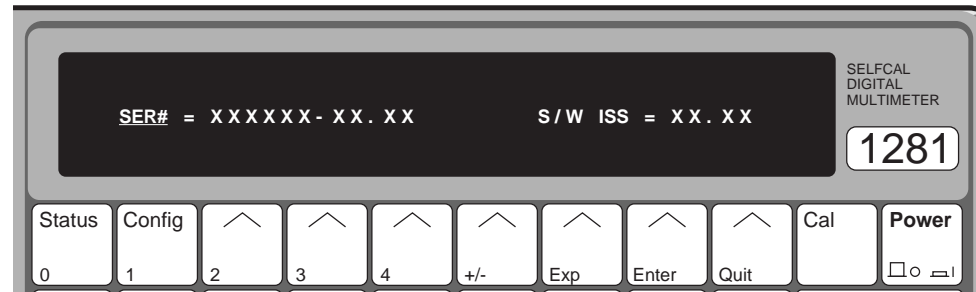 SELFCAL
DIGITAL
MULTIMETER
SER# = XXXXXX-XX.XX S/W ISS = XX.XX
1281
Status Config Cal Power
0 1 2 3 4 +/- Exp Enter Quit